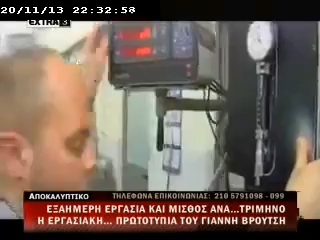 20/11/13 22:32:58
EXTRA 3
ΑΠΟΚΑΛΥΠΤΙΚΟ
ΤΗΛΕΦΩΝΑ ΕΠΙΚΟΙΝΩΝΙΑΣ: 210 5791098 - 099
ΕΞΑΗΜΕΡΗ ΕΡΓΑΣΙΑ ΚΑΙ ΜΙΣΘΟΣ ΑΝΑ...ΤΡΙΜΗΝΟ
Η ΕΡΓΑΣΙΑΚΗ... ΠΡΩΤΟΤΥΠΙΑ ΤΟΥ ΓΙΑΝΝΗ ΒΡΟΥΤΣΗ